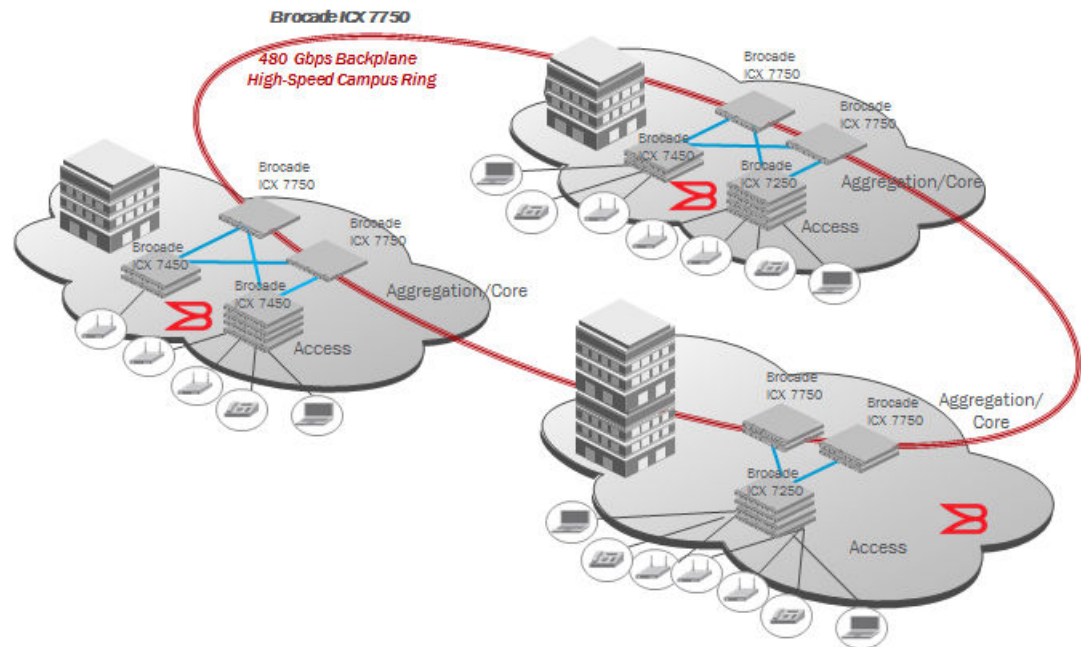 Brocade ICX 7750
480 Gbps Backplane
High-Speed Campus Ring
Brocade
ICX 7750
Brocade
ICX 7750
Brocade
ICX 7450
Brocade
ICX 7250
Aggregation/Core
Access
Brocade
ICX 7750
Brocade
ICX 7750
Brocade
ICX 7450
Brocade
ICX 7450
Aggregation/Core
Access
Brocade
ICX 7750
Brocade
ICX 7750
Aggregation/
Core
Brocade
ICX 7250
Access